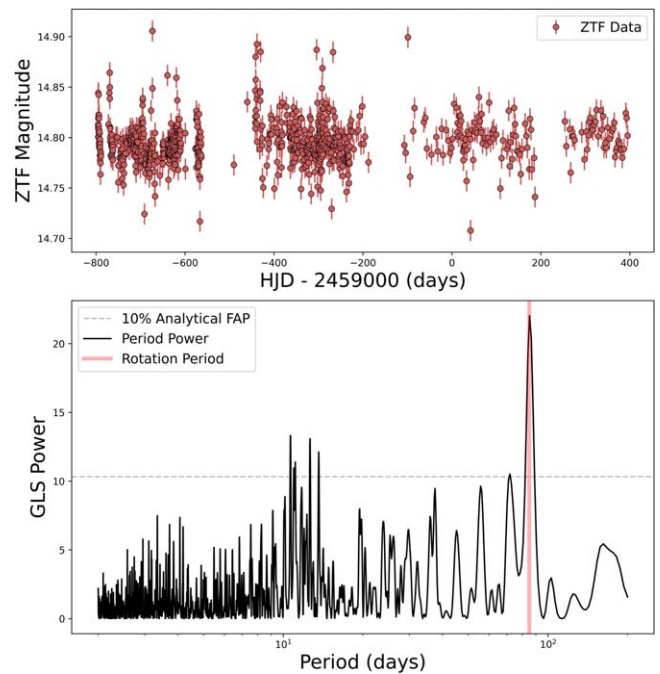 14.90
14.85
14.80
14.75
14.70
ZTF Magnitude
ZTF Data
−800 −600 −400 −200 0 200 400
HJD - 2459000 (days)
20
15
10
5
0
GLS Power
10% Analytical FAP
Period Power
Rotation Period
10¹ 10²
Period (days)